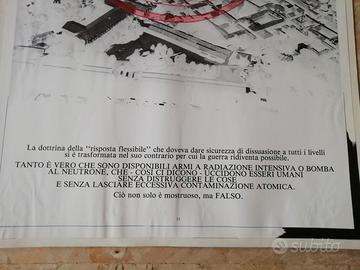 La dottrina della "risposta flessibile" che doveva dare sicurezza di dissuasione a tutti i livelli
si è trasformata nel suo contrario per cui la guerra ridiventa possibile.
TANTO È VERO CHE SONO DISPONIBILI ARMI A RADIAZIONE INTENSIVA O BOMBA
AL NEUTRONE, CHE - COSÌ CI DICONO - UCCIDONO ESSERI UMANI
SENZA DISTRUGGERE LE COSE
E SENZA LASCIARE ECCESSIVA CONTAMINAZIONE ATOMICA.
Ciò non solo è mostruoso, ma FALSO.
subito